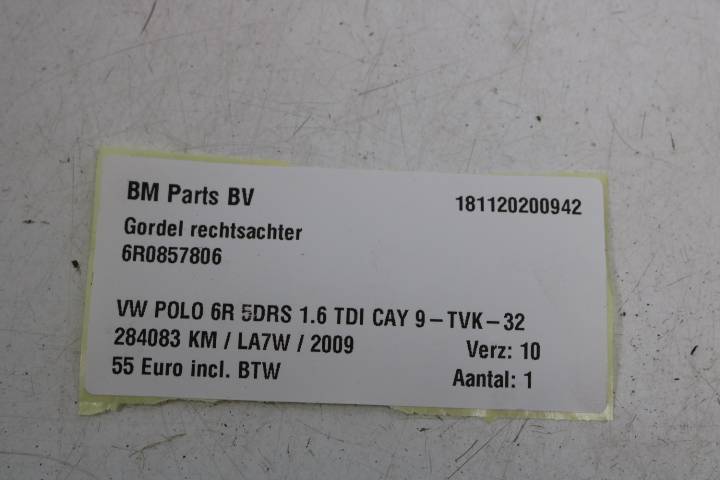 BM Parts BV 181120200942
Gordel rechtsachter
6R0857806
VW POLO 6R 5DRS 1.6 TDI CAY 9-TVK-32
284083 KM / LA7W / 2009 Verz: 10
55 Euro incl. BTW Aantal: 1